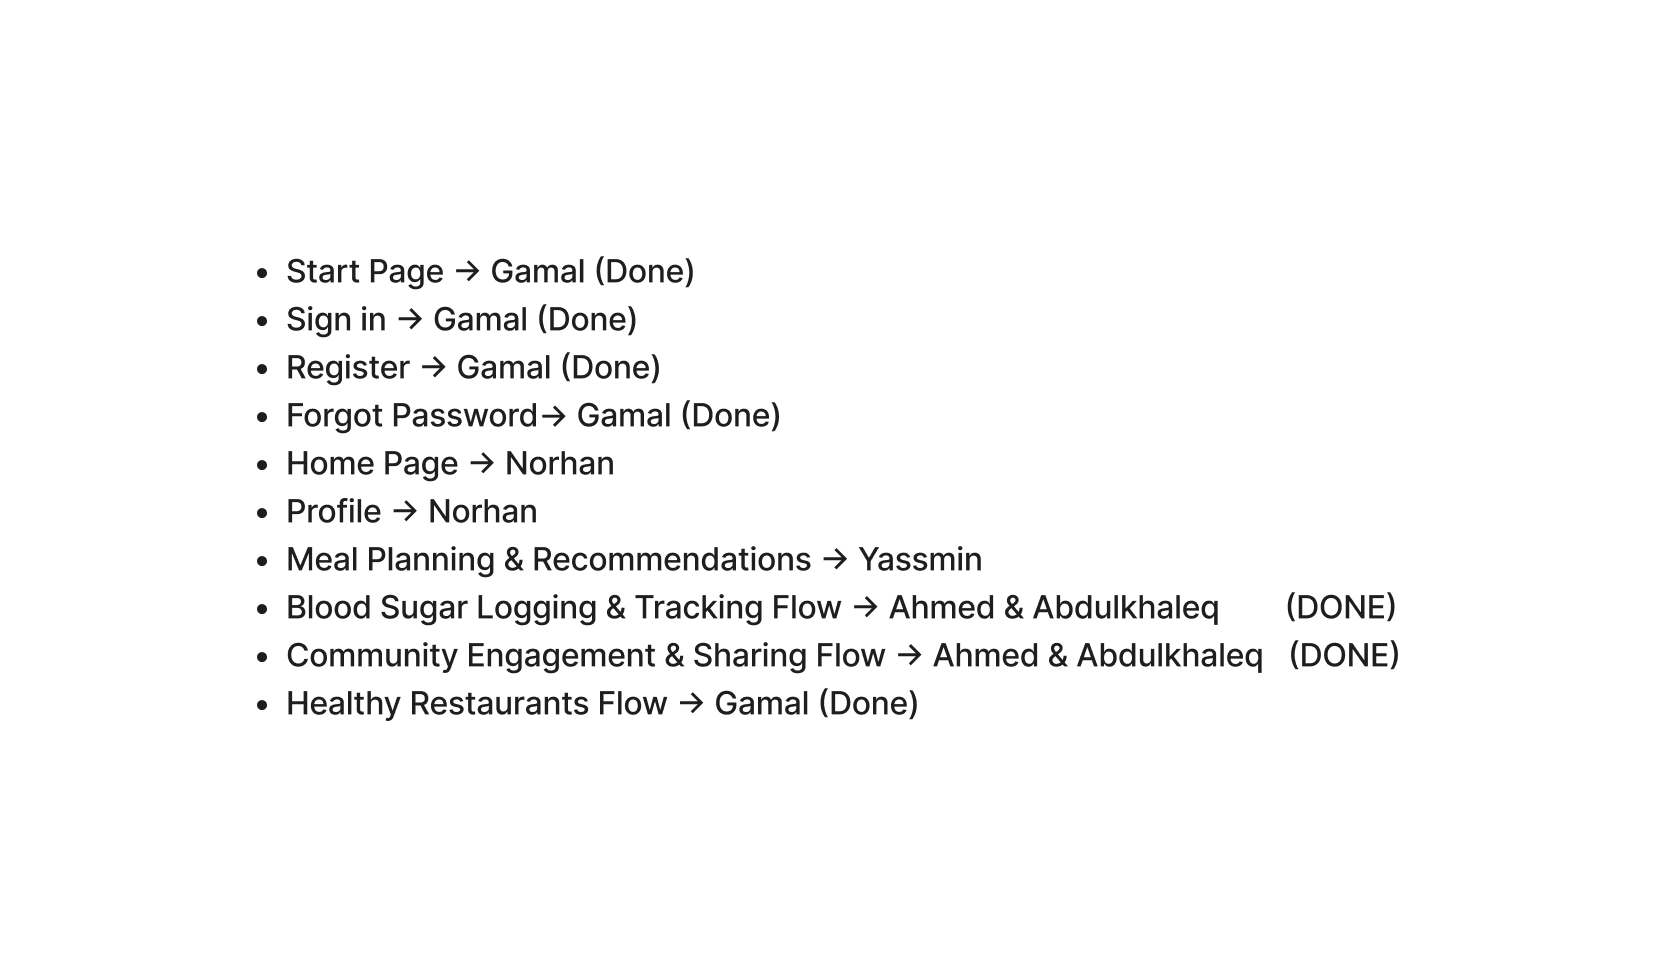 • Start Page → Gamal (Done)
• Sign in → Gamal (Done)
• Register → Gamal (Done)
• Forgot Password→ Gamal (Done)
• Home Page → Norhan
• Profile → Norhan
• Meal Planning & Recommendations → Yassmin
• Blood Sugar Logging & Tracking Flow → Ahmed & Abdulkhaleq (DONE)
• Community Engagement & Sharing Flow → Ahmed & Abdulkhaleq (DONE)
• Healthy Restaurants Flow → Gamal (Done)